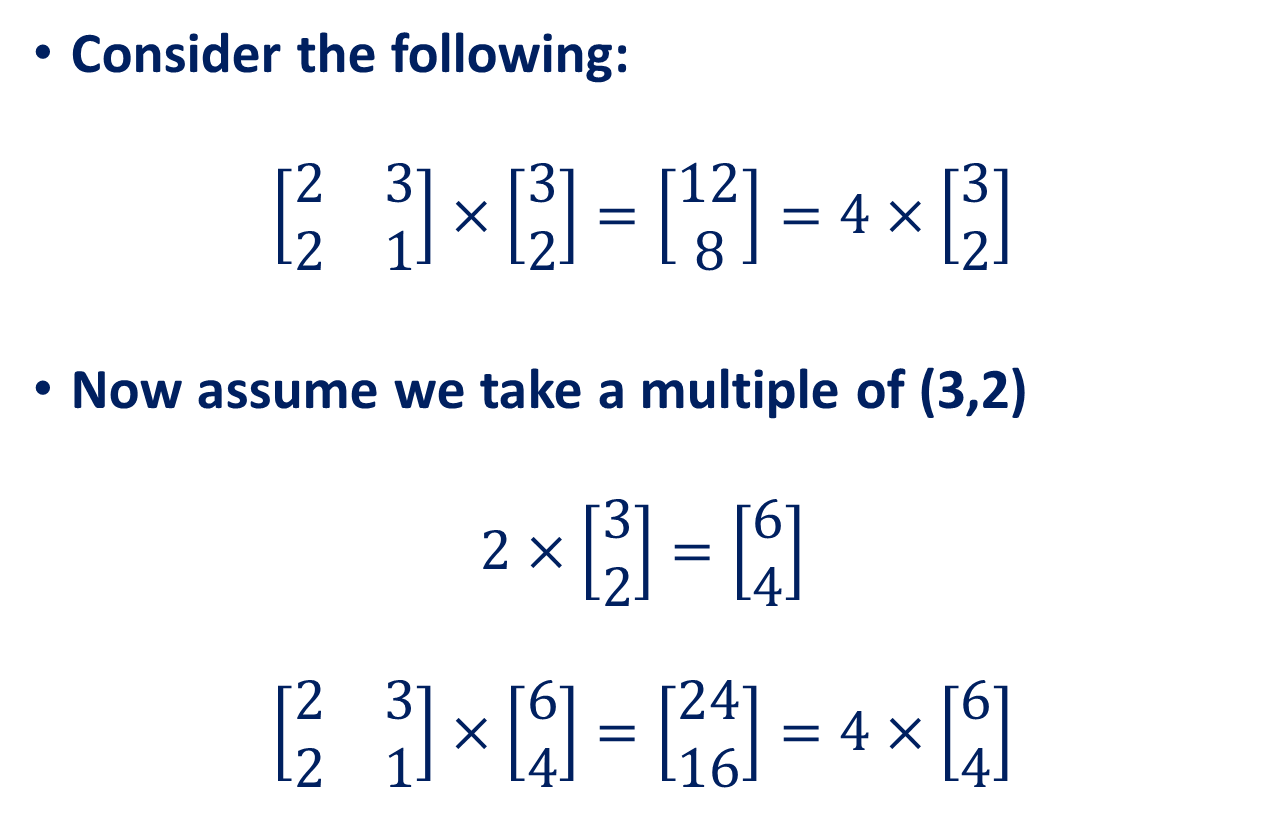 • Consider the following:
[2 3; 2 1] × [3; 2] = [12; 8] = 4 × [3; 2]
• Now assume we take a multiple of (3,2)
2 × [3; 2] = [6; 4]
[2 3; 2 1] × [6; 4] = [24; 16] = 4 × [6; 4]